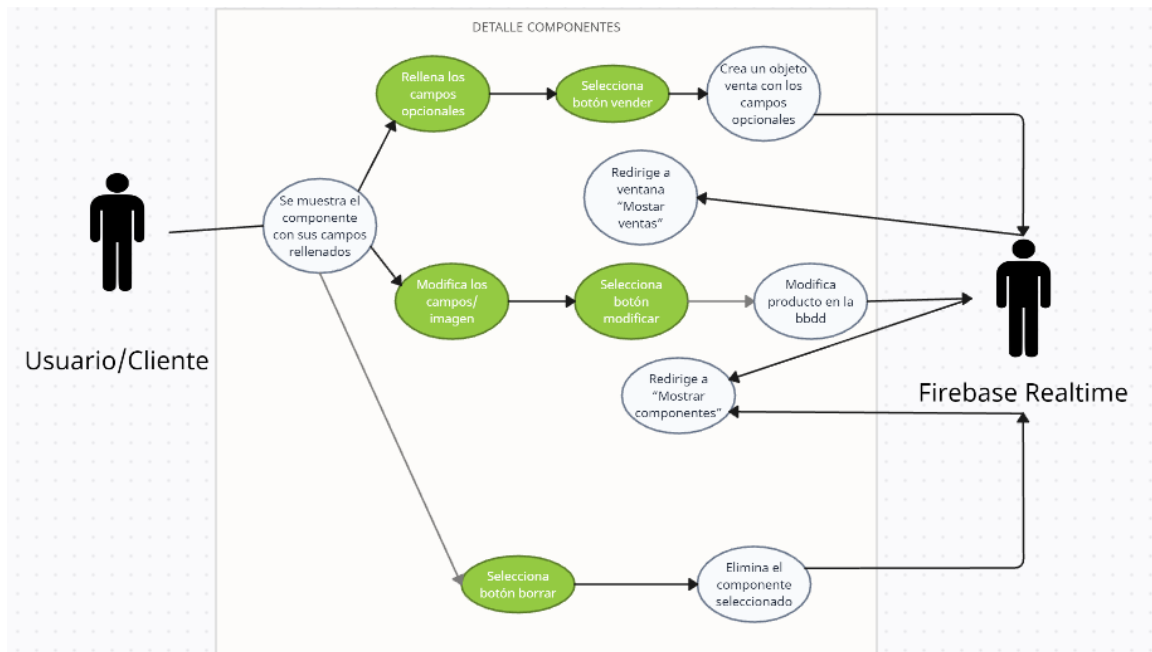 DETALLE COMPONENTES
Rellena los
campos
opcionales
Selecciona
botón vender
Crea un objeto
venta con los
campos
opcionales
Redirige a
ventana
“Mostar
ventas”
Se muestra el
componente
con sus campos
rellenados
Modifica los
campos/
imagen
Selecciona
botón
modificar
Modifica
producto en la
bbdd
Usuario/Cliente
Redirige a
“Mostrar
componentes”
Firebase Realtime
Selecciona
botón borrar
Elimina el
componente
seleccionado